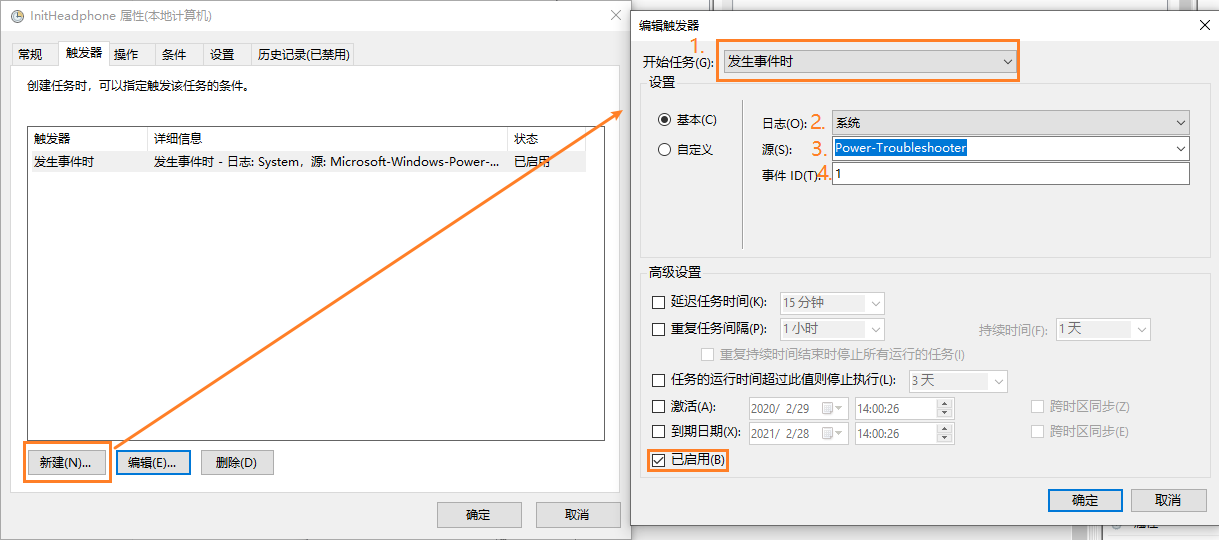 InitHeadphone 属性(本地计算机)
常规 触发器 操作 条件 设置 历史记录(已禁用)
创建任务时，可以指定触发该任务的条件。
触发器 详细信息 状态
发生事件时 发生事件时 - 日志: System，源: Microsoft-Windows-Power-... 已启用
新建(N)... 编辑(E)... 删除(D)
确定 取消
编辑触发器
1.
开始任务(G): 发生事件时
设置
基本(C)
自定义
日志(O): 2. 系统
源(S): 3. Power-Troubleshooter
事件 ID(T): 4. 1
高级设置
延迟任务时间(K): 15 分钟
重复任务间隔(P): 1 小时 持续时间(F): 1 天
重复持续时间结束时停止所有运行的任务(I)
任务的运行时间超过此值则停止执行(L): 3 天
激活(A): 2020/ 2/29 14:00:26 跨时区同步(Z)
到期日期(X): 2021/ 2/28 14:00:26 跨时区同步(E)
已启用(B)
确定 取消
属性